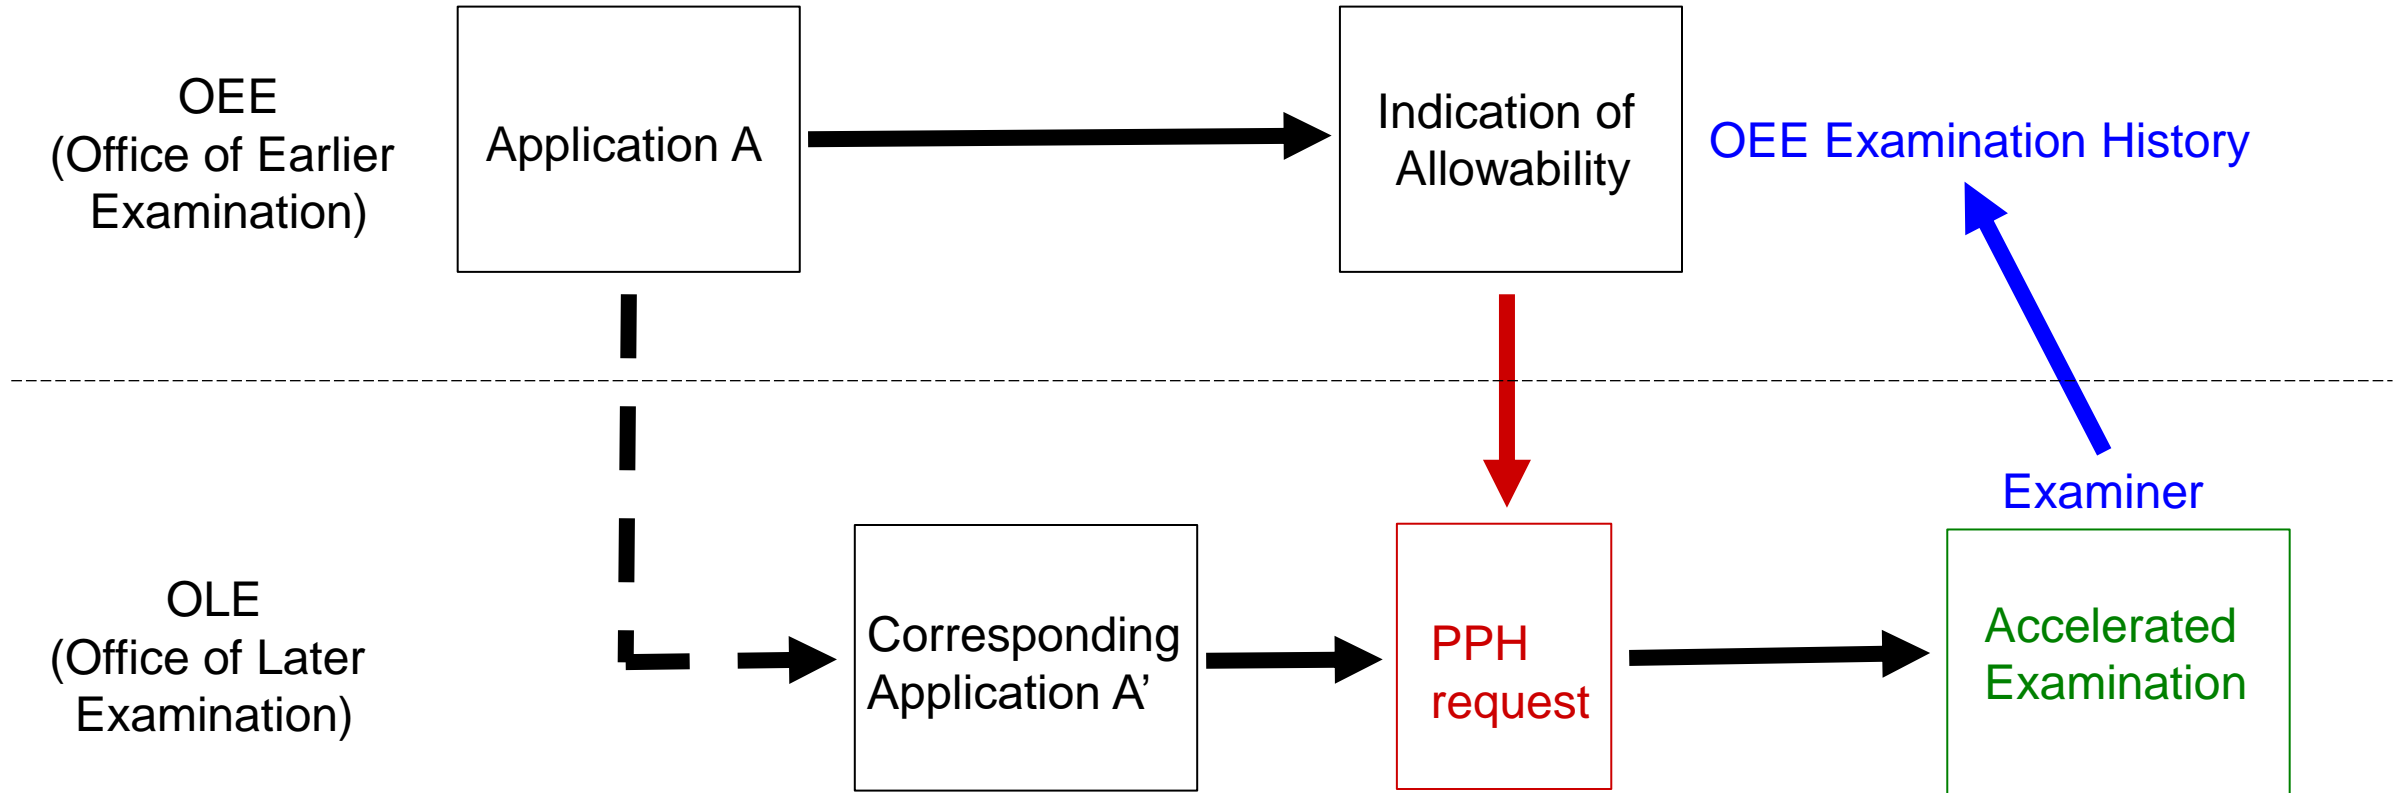 OEE
(Office of Earlier
Examination)
Application A
Indication of
Allowability
OEE Examination History
Examiner
OLE
(Office of Later
Examination)
Corresponding
Application A’
PPH
request
Accelerated
Examination